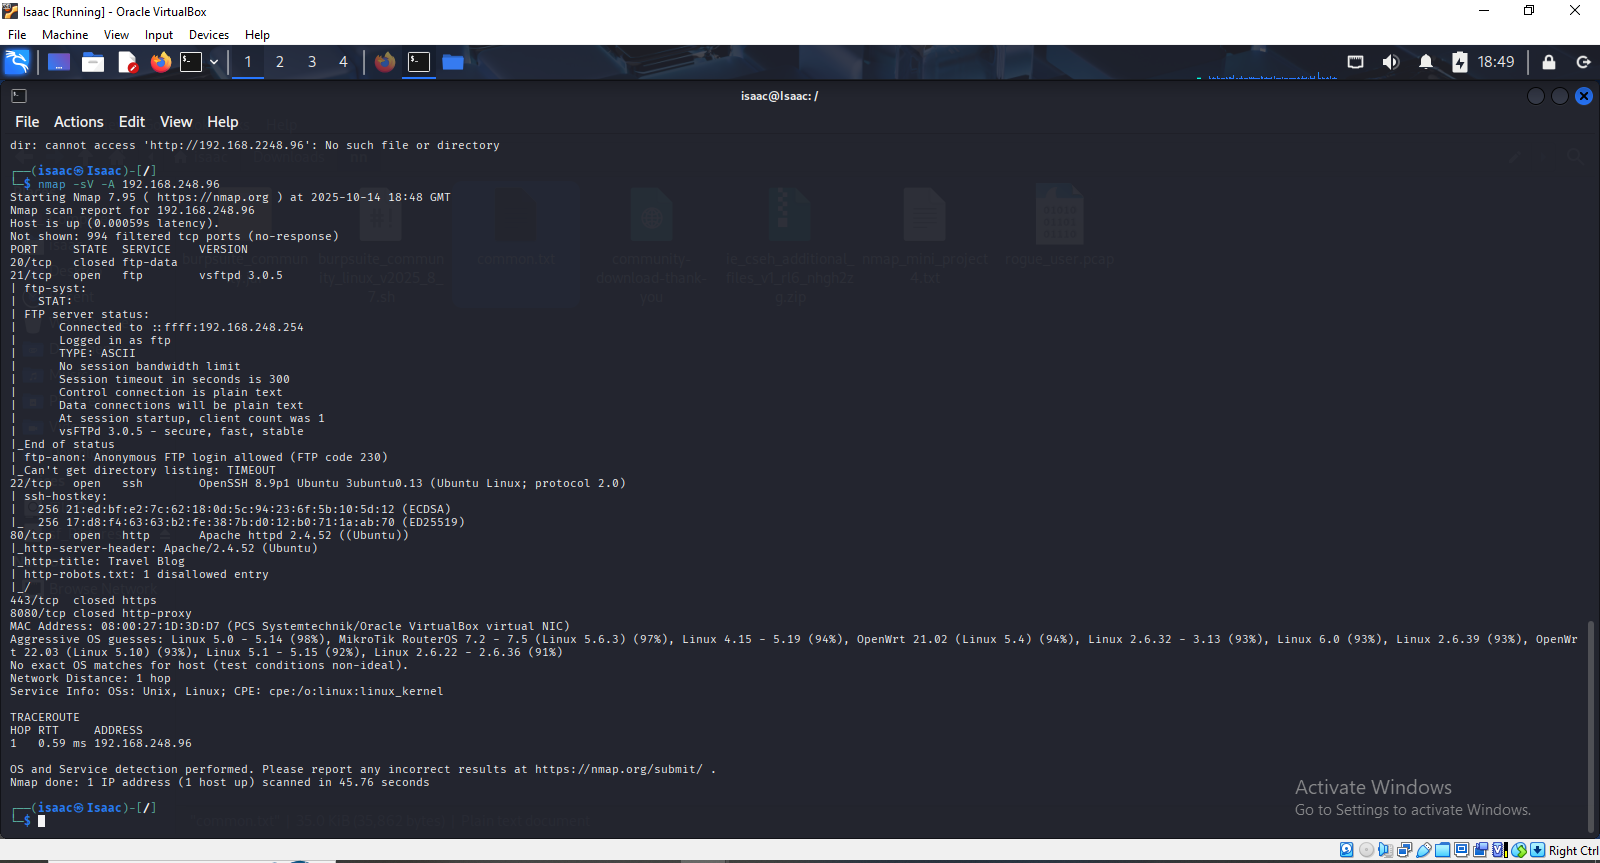 Isaac [Running] - Oracle VirtualBox
File Machine View Input Devices Help
1 2 3 4 18:49
isaac@Isaac: /
File Actions Edit View Help
dir: cannot access 'http://192.168.2248.96': No such file or directory
┌──(isaac㉿Isaac)-[/]
└─$ nmap -sV -A 192.168.248.96
Starting Nmap 7.95 ( https://nmap.org ) at 2025-10-14 18:48 GMT
Nmap scan report for 192.168.248.96
Host is up (0.00059s latency).
Not shown: 994 filtered tcp ports (no-response)
PORT     STATE  SERVICE    VERSION
20/tcp   closed ftp-data
21/tcp   open   ftp        vsftpd 3.0.5
| ftp-syst:
|   STAT:
| FTP server status:
|      Connected to ::ffff:192.168.248.254
|      Logged in as ftp
|      TYPE: ASCII
|      No session bandwidth limit
|      Session timeout in seconds is 300
|      Control connection is plain text
|      Data connections will be plain text
|      At session startup, client count was 1
|      vsFTPd 3.0.5 - secure, fast, stable
|_End of status
| ftp-anon: Anonymous FTP login allowed (FTP code 230)
|_Can't get directory listing: TIMEOUT
22/tcp   open   ssh        OpenSSH 8.9p1 Ubuntu 3ubuntu0.13 (Ubuntu Linux; protocol 2.0)
| ssh-hostkey:
|   256 21:ed:bf:e2:7c:62:18:0d:5c:94:23:6f:5b:10:5d:12 (ECDSA)
|_  256 17:d8:f4:63:63:b2:fe:38:7b:d0:12:b0:71:1a:ab:70 (ED25519)
80/tcp   open   http       Apache httpd 2.4.52 ((Ubuntu))
|_http-server-header: Apache/2.4.52 (Ubuntu)
|_http-title: Travel Blog
| http-robots.txt: 1 disallowed entry
|_/
443/tcp  closed https
8080/tcp closed http-proxy
MAC Address: 08:00:27:1D:3D:D7 (PCS Systemtechnik/Oracle VirtualBox virtual NIC)
Aggressive OS guesses: Linux 5.0 - 5.14 (98%), MikroTik RouterOS 7.2 - 7.5 (Linux 5.6.3) (97%), Linux 4.15 - 5.19 (94%), OpenWrt 21.02 (Linux 5.4) (94%), Linux 2.6.32 - 3.13 (93%), Linux 6.0 (93%), Linux 2.6.39 (93%), OpenWr
t 22.03 (Linux 5.10) (93%), Linux 5.1 - 5.15 (92%), Linux 2.6.22 - 2.6.36 (91%)
No exact OS matches for host (test conditions non-ideal).
Network Distance: 1 hop
Service Info: OSs: Unix, Linux; CPE: cpe:/o:linux:linux_kernel
TRACEROUTE
HOP RTT     ADDRESS
1   0.59 ms 192.168.248.96
OS and Service detection performed. Please report any incorrect results at https://nmap.org/submit/ .
Nmap done: 1 IP address (1 host up) scanned in 45.76 seconds
┌──(isaac㉿Isaac)-[/]
└─$
common.txt
rogue_user.pcap
Activate Windows
Go to Settings to activate Windows.
Right Ctrl